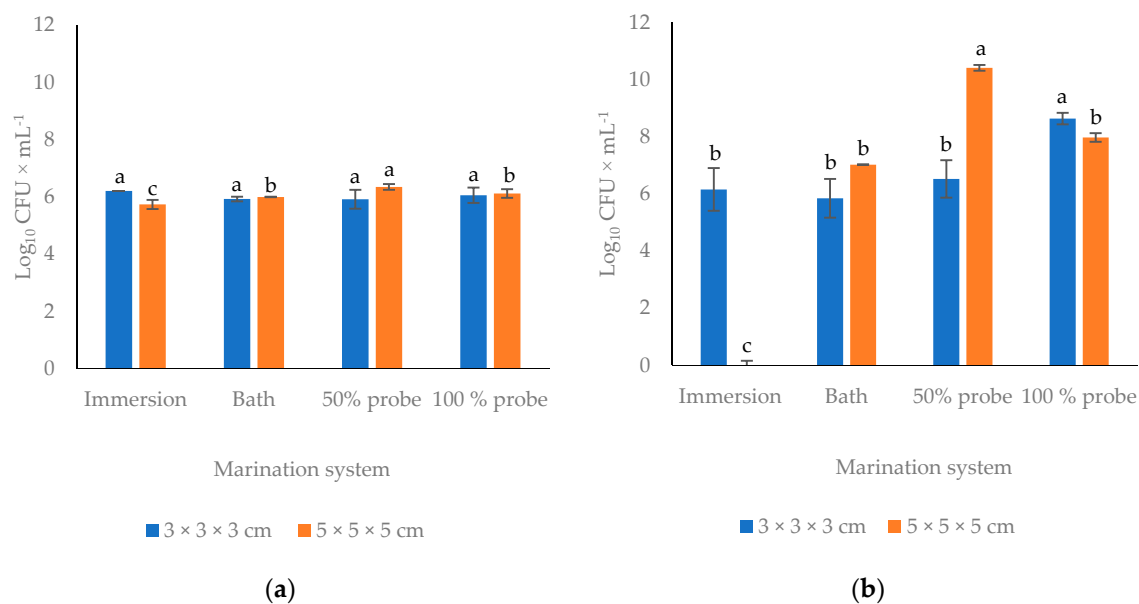 12
10
8
6
4
2
0
Log10 CFU × mL-1
a c a b a a a b
Immersion Bath 50% probe 100 % probe
Marination system
3 × 3 × 3 cm 5 × 5 × 5 cm
(a)
12
10
8
6
4
2
0
Log10 CFU × mL-1
b c b b b a a b
Immersion Bath 50% probe 100 % probe
Marination system
3 × 3 × 3 cm 5 × 5 × 5 cm
(b)